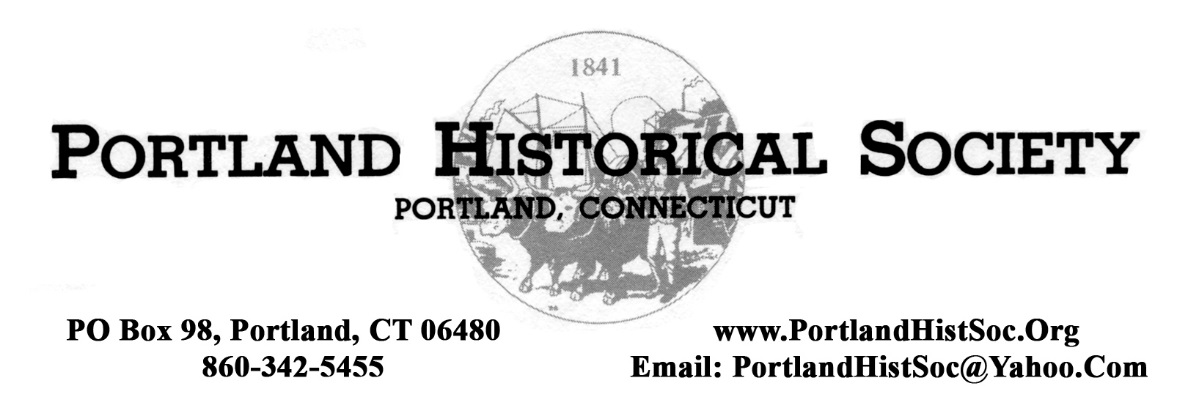 1841
PORTLAND HISTORICAL SOCIETY
PORTLAND, CONNECTICUT
PO Box 98, Portland, CT 06480
860-342-5455
www.PortlandHistSoc.Org
Email: PortlandHistSoc@Yahoo.Com